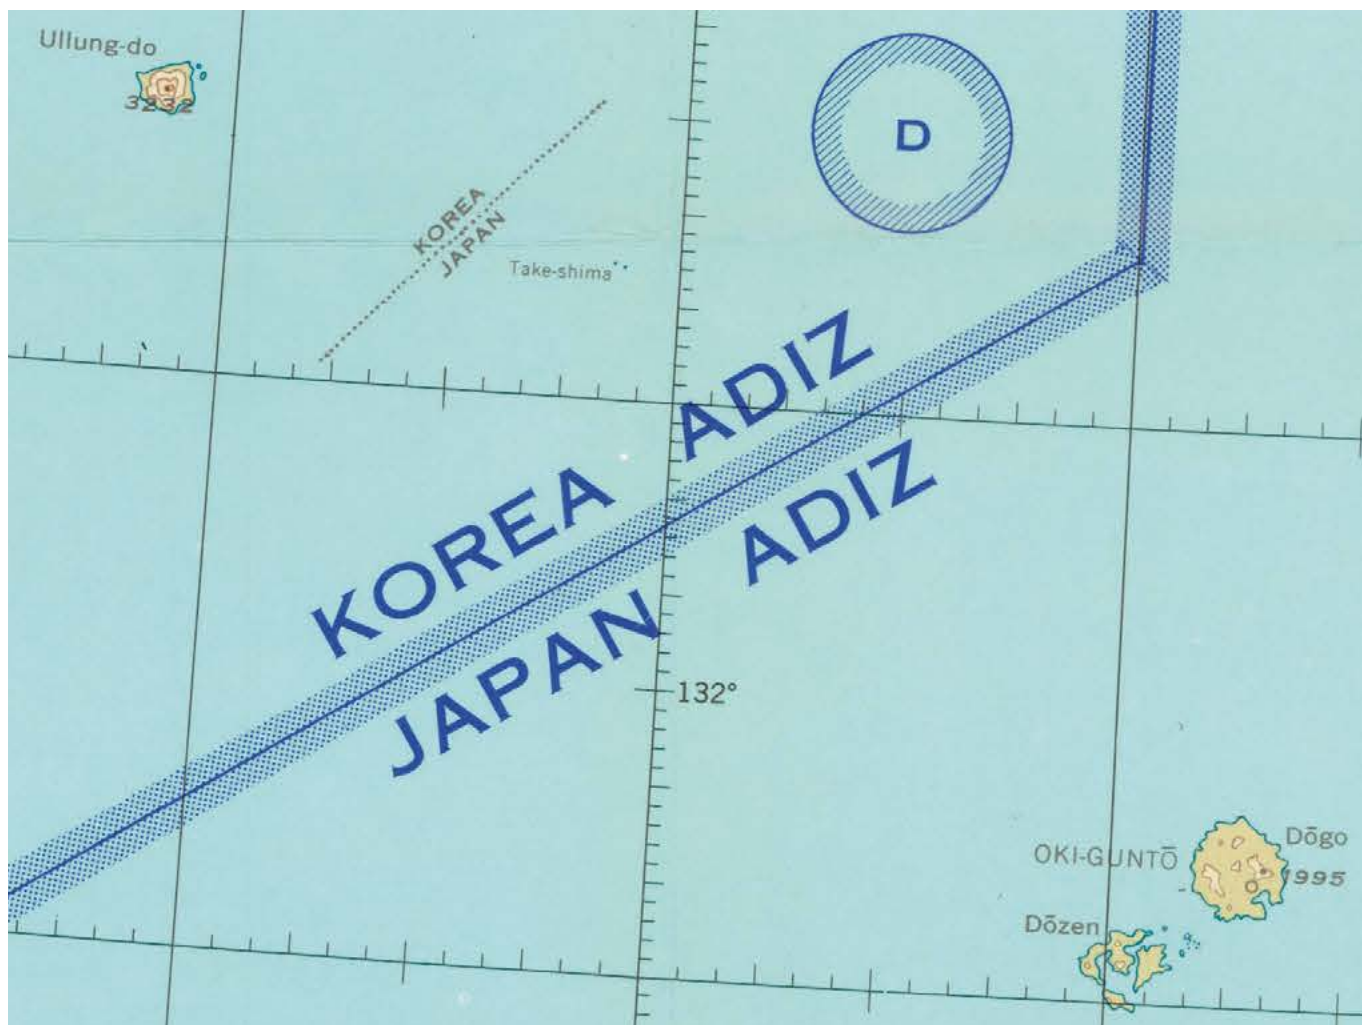 Ullung-do
3232
D
KOREA
JAPAN
Take-shima
KOREA ADIZ
JAPAN ADIZ
132°
OKI-GUNTŌ
Dōgo
1995
Dōzen